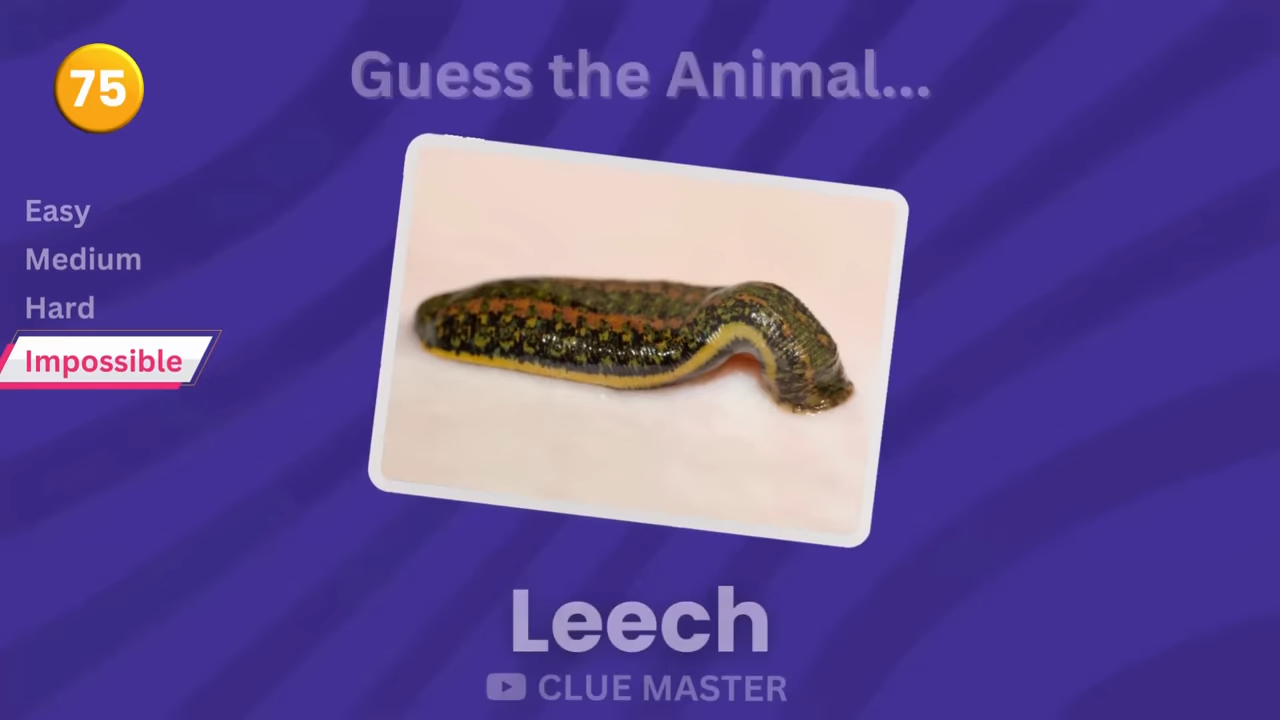 75
Guess the Animal...
Easy
Medium
Hard
Impossible
Leech
CLUE MASTER